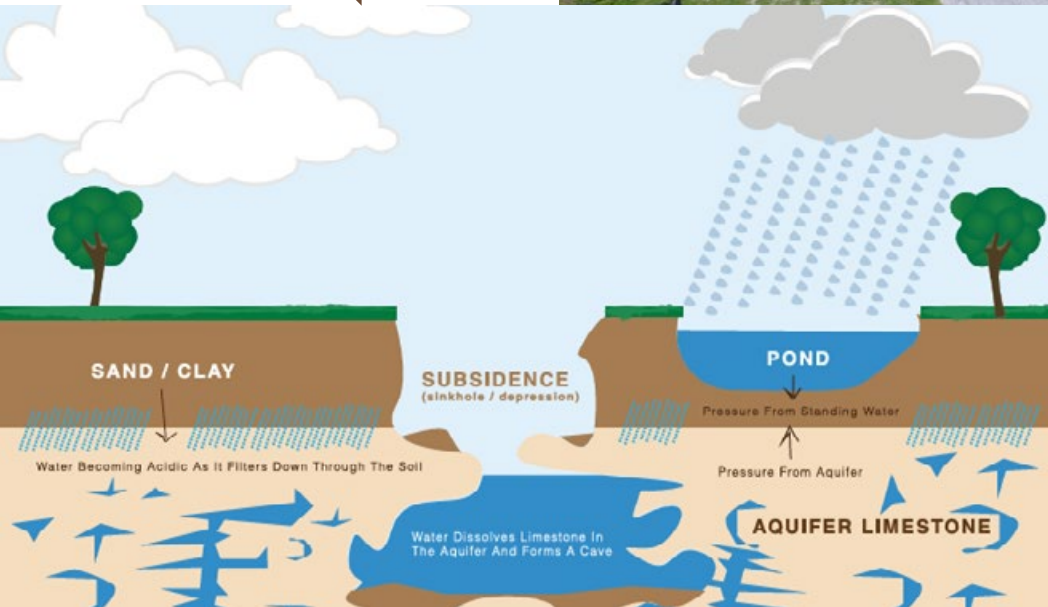 SAND / CLAY
SUBSIDENCE
(sinkhole / depression)
POND
Pressure From Standing Water
Water Becoming Acidic As It Filters Down Through The Soil
Pressure From Aquifer
Water Dissolves Limestone In
The Aquifer And Forms A Cave
AQUIFER LIMESTONE